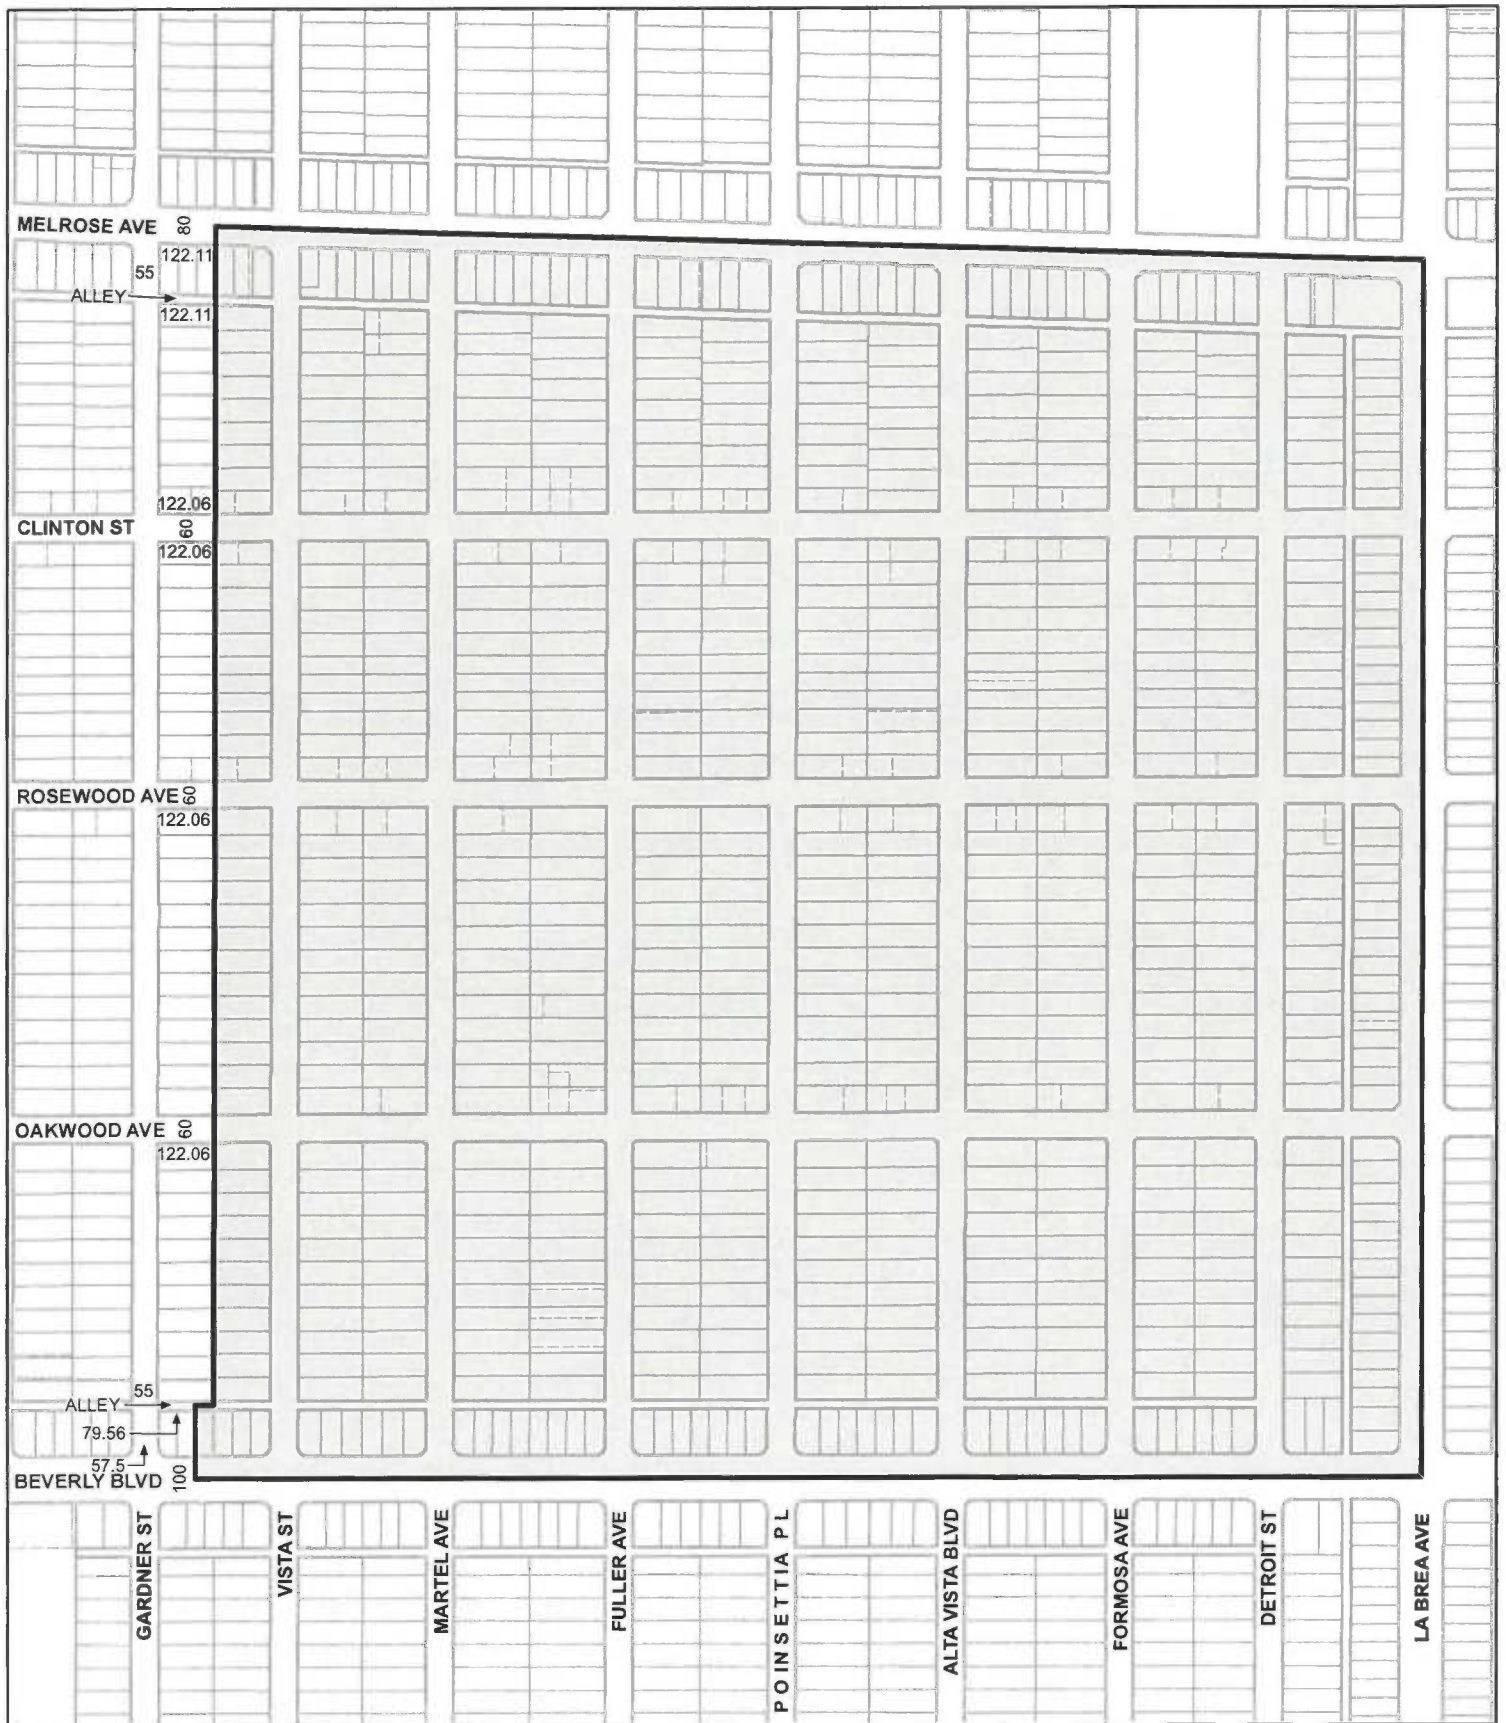 MELROSE AVE
80
122.11
55
ALLEY
122.11
122.06
CLINTON ST
60
122.06
ROSEWOOD AVE
60
122.06
OAKWOOD AVE
60
122.06
55
ALLEY
79.56
57.5
BEVERLY BLVD
100
GARDNER ST
VISTA ST
MARTEL AVE
FULLER AVE
POINSETTIA PL
ALTA VISTA BLVD
FORMOSA AVE
DETROIT ST
LA BREA AVE